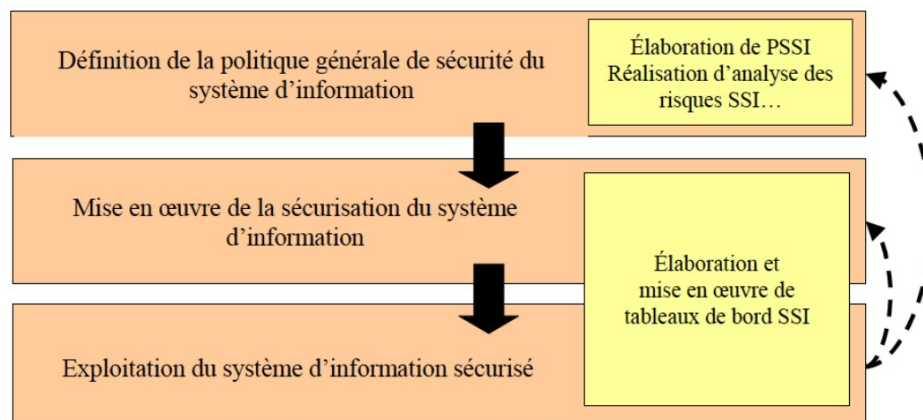 Définition de la politique générale de sécurité du
système d’information
Élaboration de PSSI
Réalisation d’analyse des
risques SSI…
Mise en œuvre de la sécurisation du système
d’information
Élaboration et
mise en œuvre de
tableaux de bord SSI
Exploitation du système d’information sécurisé